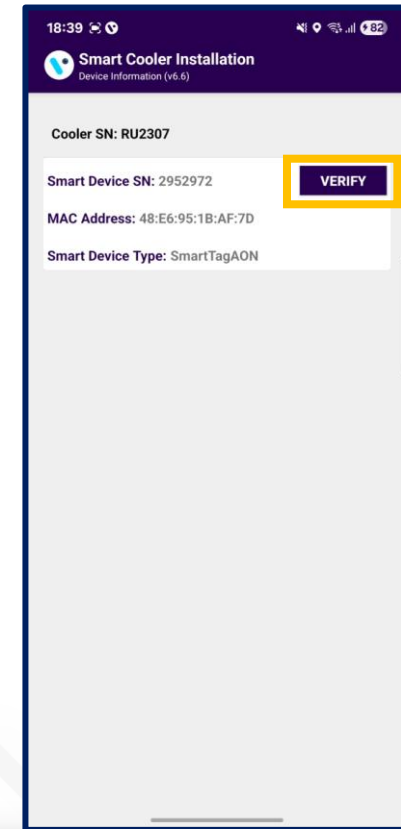 18:39
82
Smart Cooler Installation
Device Information (v6.6)
Cooler SN: RU2307
Smart Device SN: 2952972
VERIFY
MAC Address: 48:E6:95:1B:AF:7D
Smart Device Type: SmartTagAON